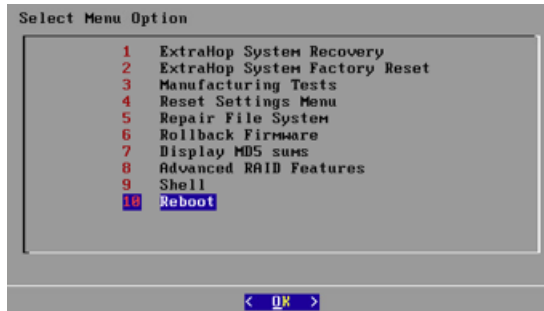 Select Menu Option
1 ExtraHop System Recovery
2 ExtraHop System Factory Reset
3 Manufacturing Tests
4 Reset Settings Menu
5 Repair File System
6 Rollback Firmware
7 Display MD5 sums
8 Advanced RAID Features
9 Shell
10 Reboot
< OK >